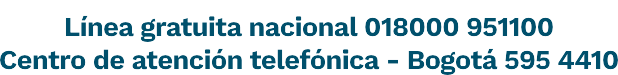 Línea gratuita nacional 018000 951100
Centro de atención telefónica - Bogotá 595 4410